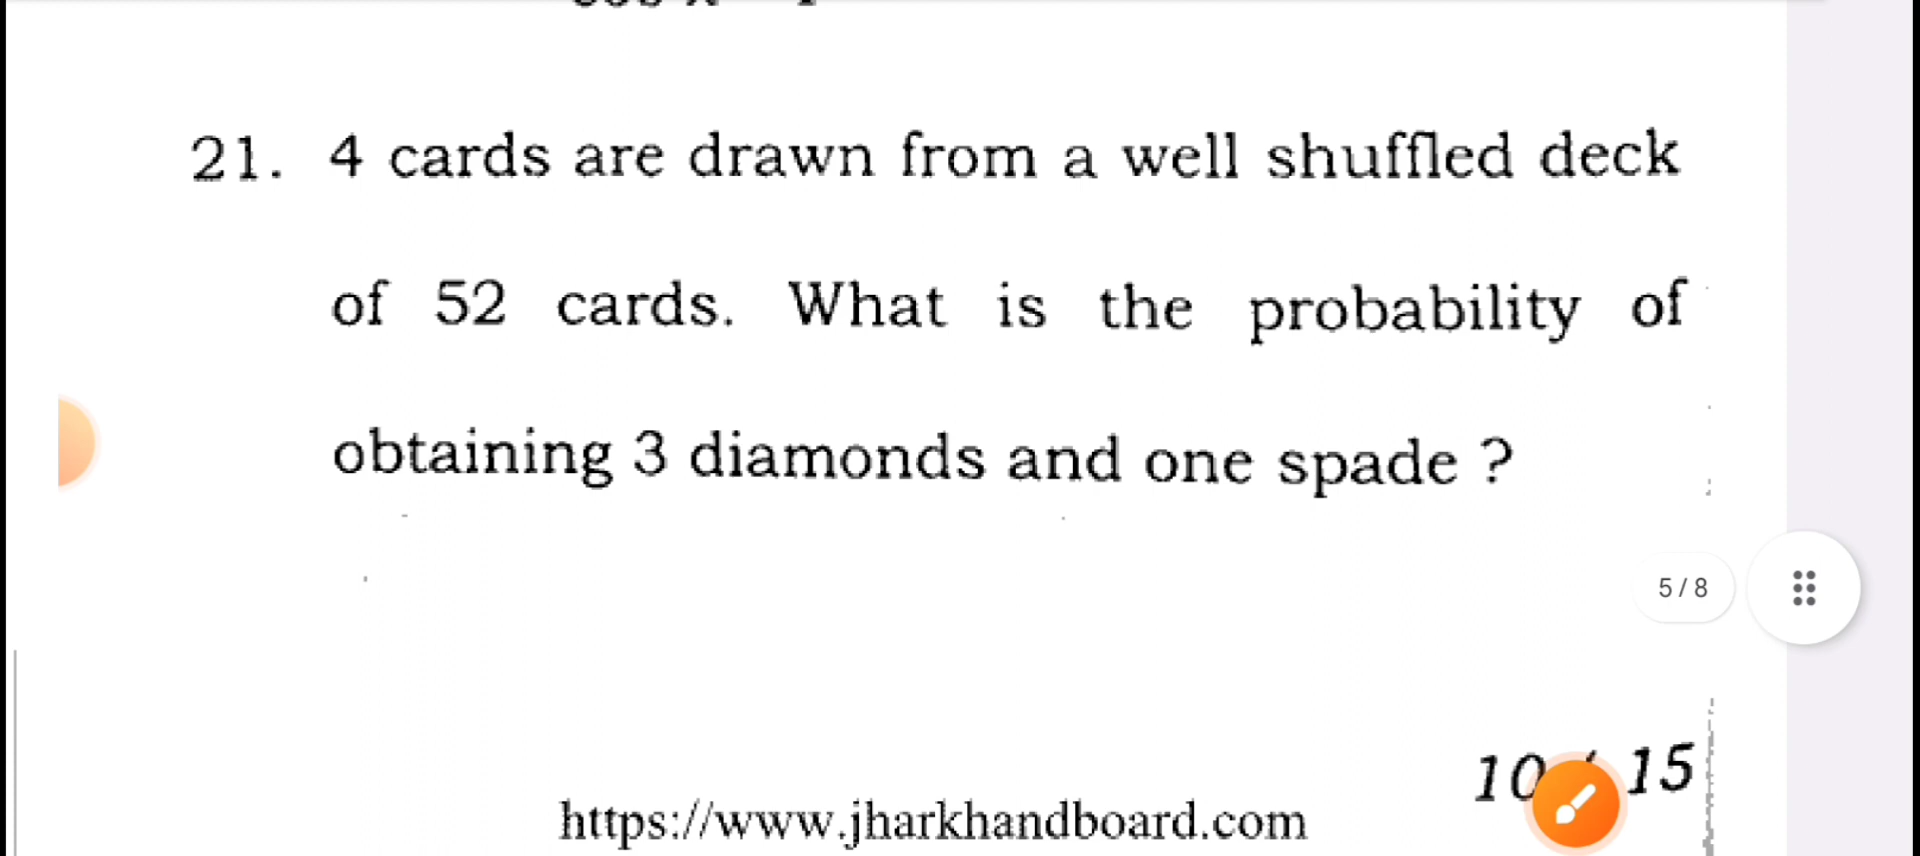 21. 4 cards are drawn from a well shuffled deck
of 52 cards. What is the probability of
obtaining 3 diamonds and one spade ?
5 / 8
10 15
https://www.jharkhandboard.com